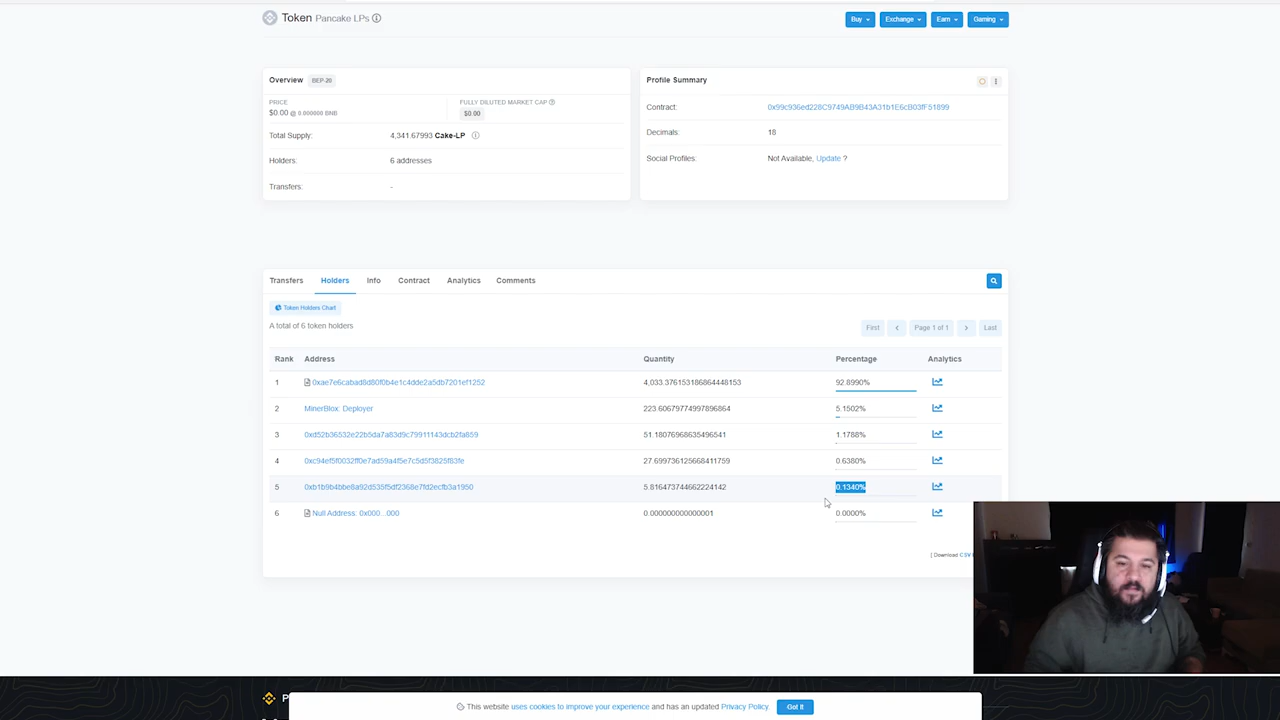 Token Pancake LPs
Buy
Exchange
Earn
Gaming
Overview BEP-20
PRICE
$0.00 @ 0.000000 BNB
FULLY DILUTED MARKET CAP
$0.00
Total Supply: 4,341.67993 Cake-LP
Holders: 6 addresses
Transfers: -
Profile Summary
Contract: 0x99c936ed228C9749AB9B43A31b1E6cB03fF51899
Decimals: 18
Social Profiles: Not Available, Update ?
Transfers Holders Info Contract Analytics Comments
Token Holders Chart
A total of 6 token holders
First Page 1 of 1 Last
Rank Address Quantity Percentage Analytics
1 0xae7e6cabad8d80f0b4e1c4dde2a5db7201ef1252 4,033.376153186864448153 92.8990%
2 MinerBlox: Deployer 223.60679774997896864 5.1502%
3 0xd52b36532e22b5da7a83d9c79911143dcb2fa859 51.18076968635496541 1.1788%
4 0xc94ef5f0032ff0e7ad59a4f5e7c5d5f3825f83fe 27.699736125668411759 0.6380%
5 0xb1b9b4bbe8a92d535f5df2368e7fd2ecfb3a1950 5.816473744662224142 0.1340%
6 Null Address: 0x000...000 0.000000000000001 0.0000%
[ Download CSV
P
This website uses cookies to improve your experience and has an updated Privacy Policy. Got It